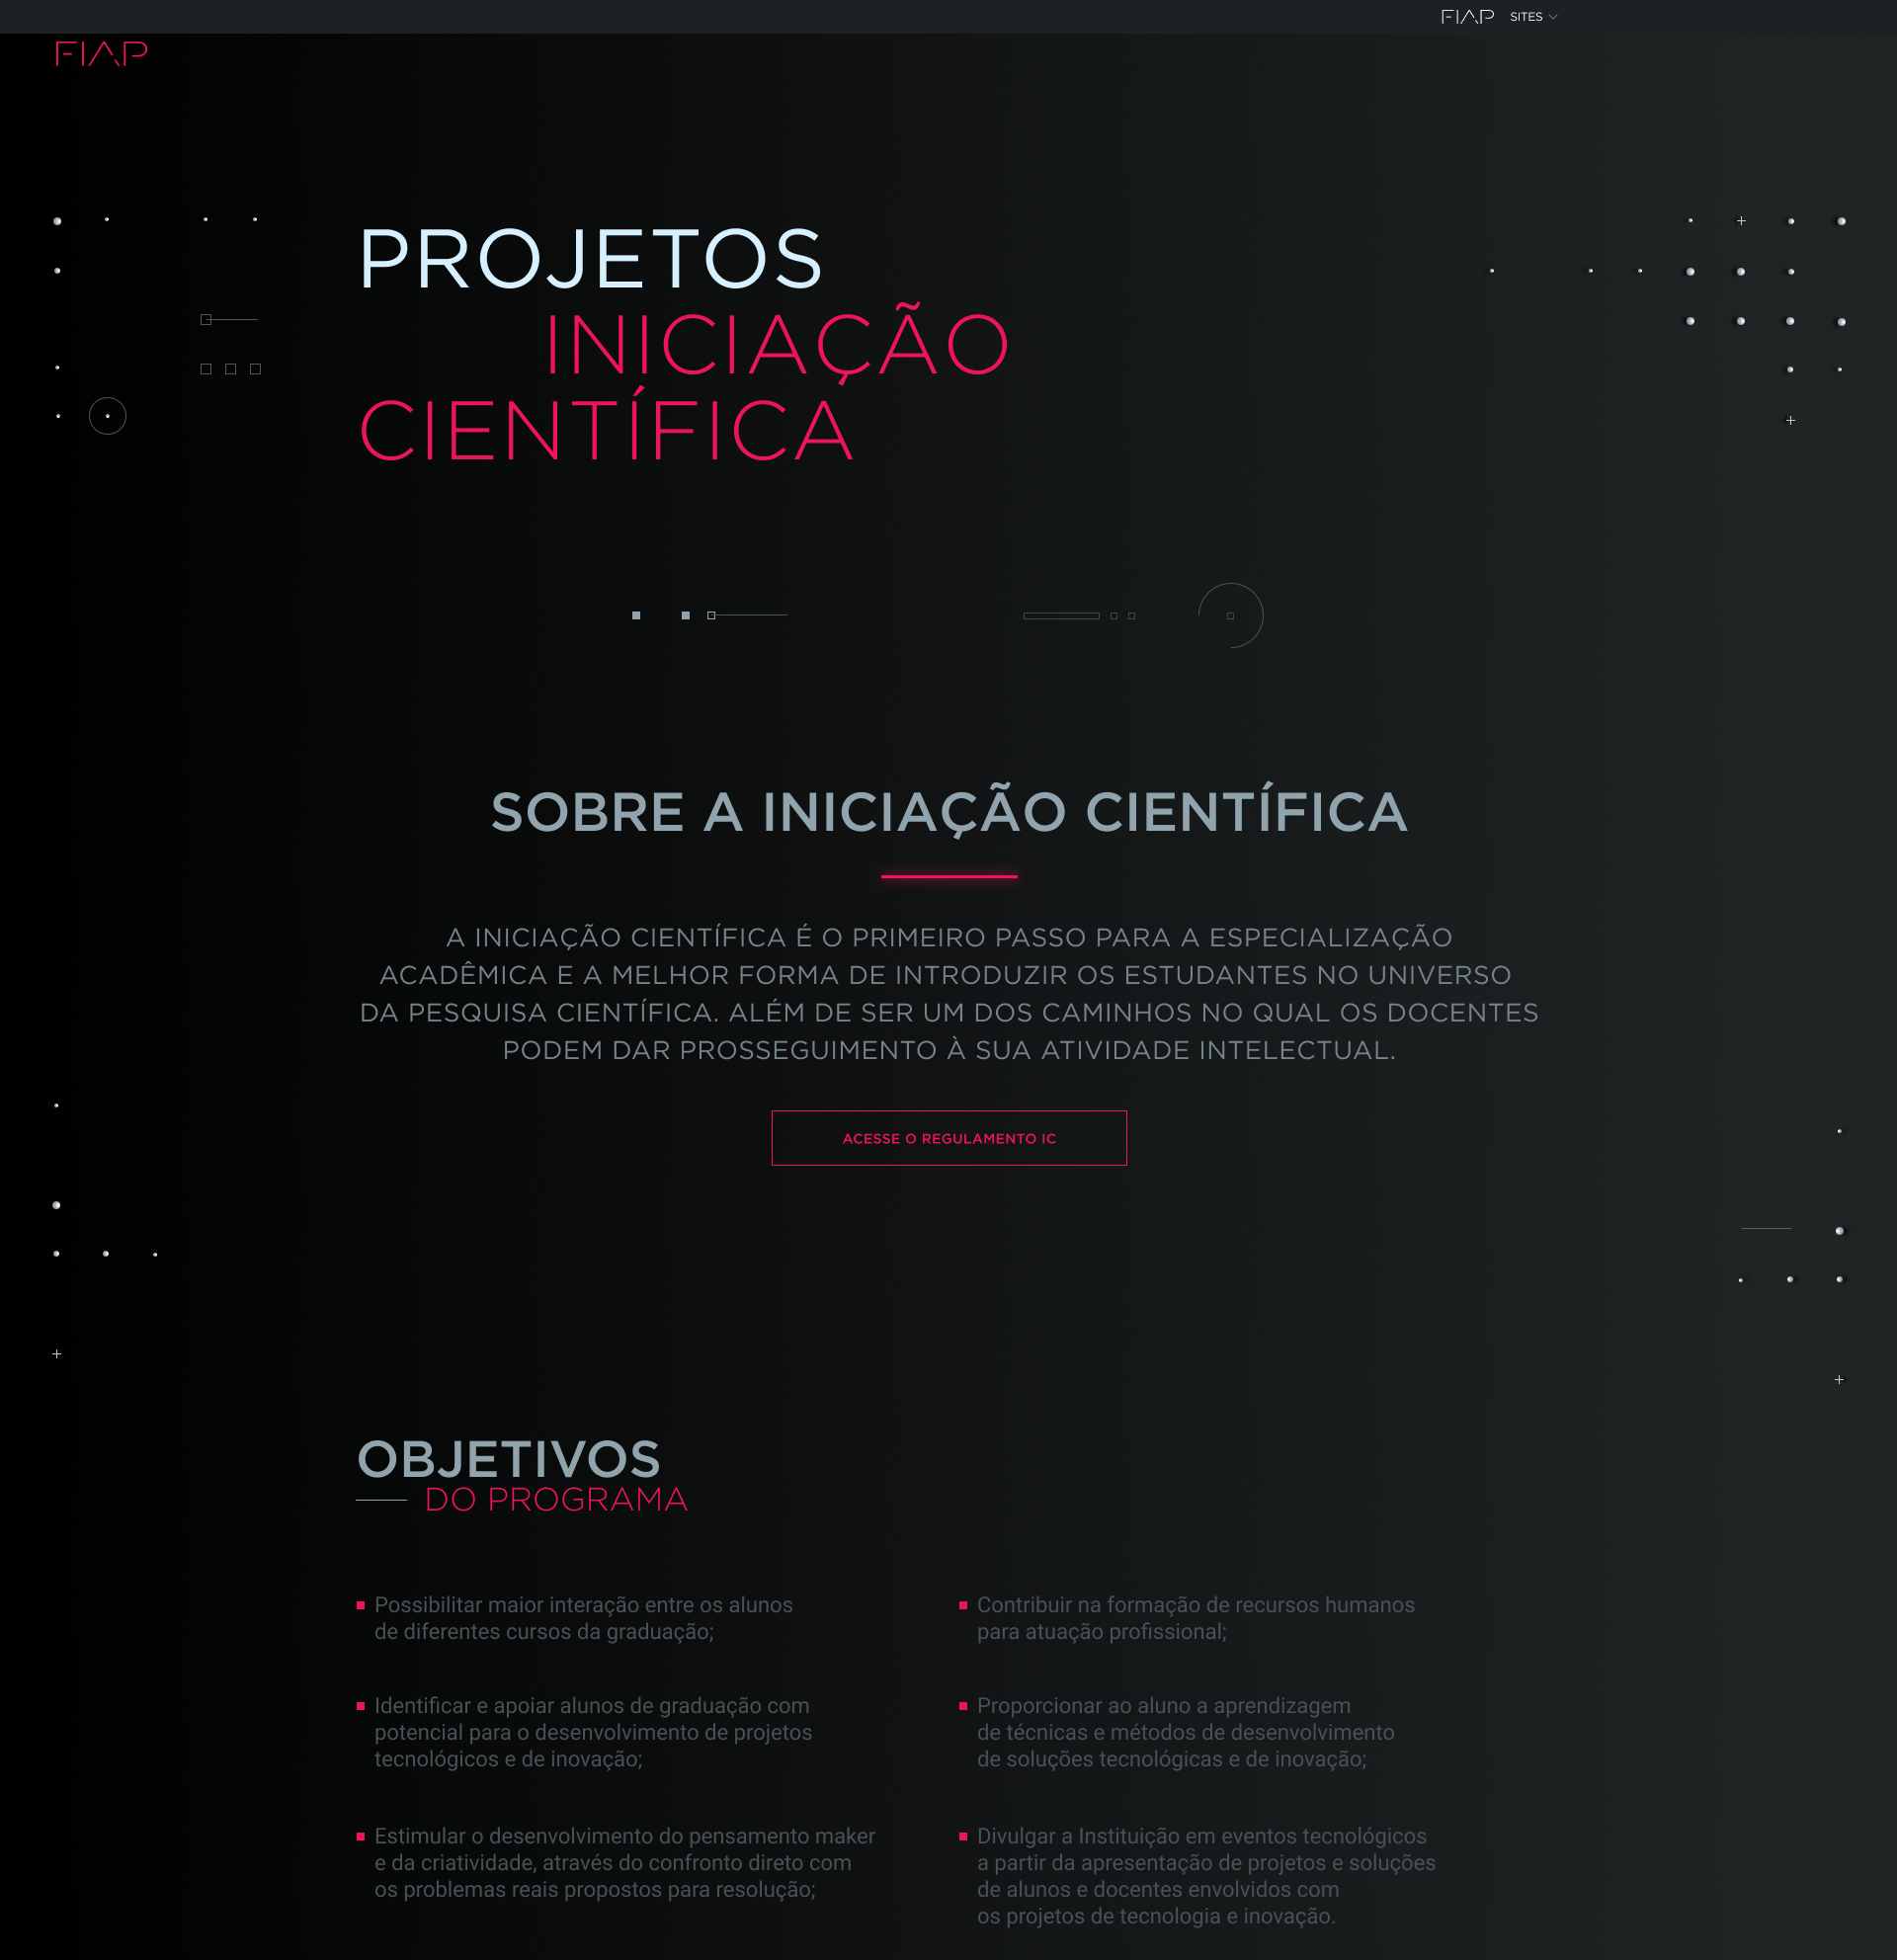 FIAP SITES
FIAP
PROJETOS
INICIAÇÃO
CIENTÍFICA
SOBRE A INICIAÇÃO CIENTÍFICA
A INICIAÇÃO CIENTÍFICA É O PRIMEIRO PASSO PARA A ESPECIALIZAÇÃO
ACADÊMICA E A MELHOR FORMA DE INTRODUZIR OS ESTUDANTES NO UNIVERSO
DA PESQUISA CIENTÍFICA. ALÉM DE SER UM DOS CAMINHOS NO QUAL OS DOCENTES
PODEM DAR PROSSEGUIMENTO À SUA ATIVIDADE INTELECTUAL.
ACESSE O REGULAMENTO IC
OBJETIVOS
DO PROGRAMA
Possibilitar maior interação entre os alunos
de diferentes cursos da graduação;
Contribuir na formação de recursos humanos
para atuação profissional;
Identificar e apoiar alunos de graduação com
potencial para o desenvolvimento de projetos
tecnológicos e de inovação;
Proporcionar ao aluno a aprendizagem
de técnicas e métodos de desenvolvimento
de soluções tecnológicas e de inovação;
Estimular o desenvolvimento do pensamento maker
e da criatividade, através do confronto direto com
os problemas reais propostos para resolução;
Divulgar a Instituição em eventos tecnológicos
a partir da apresentação de projetos e soluções
de alunos e docentes envolvidos com
os projetos de tecnologia e inovação.